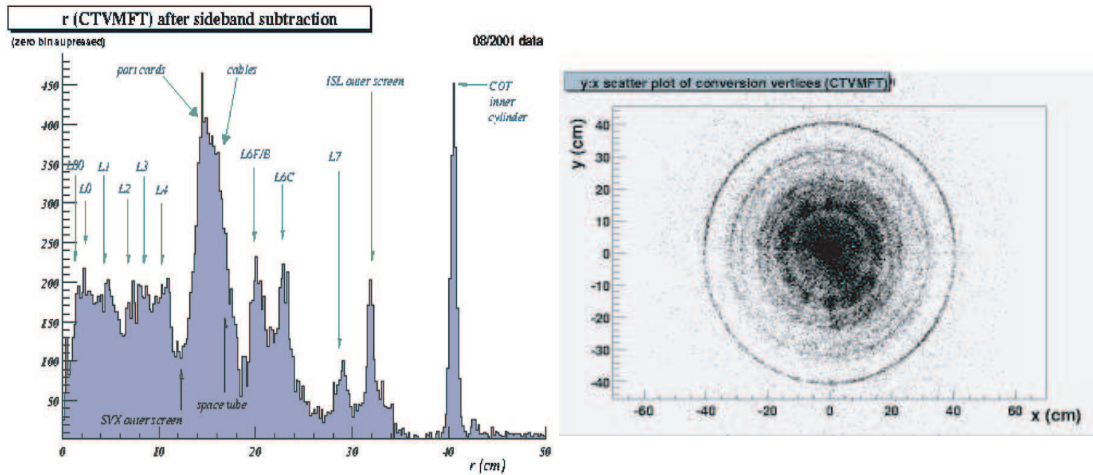 r (CTVMFT) after sideband subtraction
(zero bin suppressed)
08/2001 data
port cards
cables
ISL outer screen
COT
inner
cylinder
450
400
350
300
250
200
150
100
50
L0
L1
L2
L3
L4
L6F/B
L6C
L7
SVX outer screen
space tube
0
10
20
30
40
50
r (cm)
y:x scatter plot of conversion vertices (CTVMFT)
y (cm)
40
30
20
10
0
-10
-20
-30
-40
-60
-40
-20
0
20
40
60
x (cm)